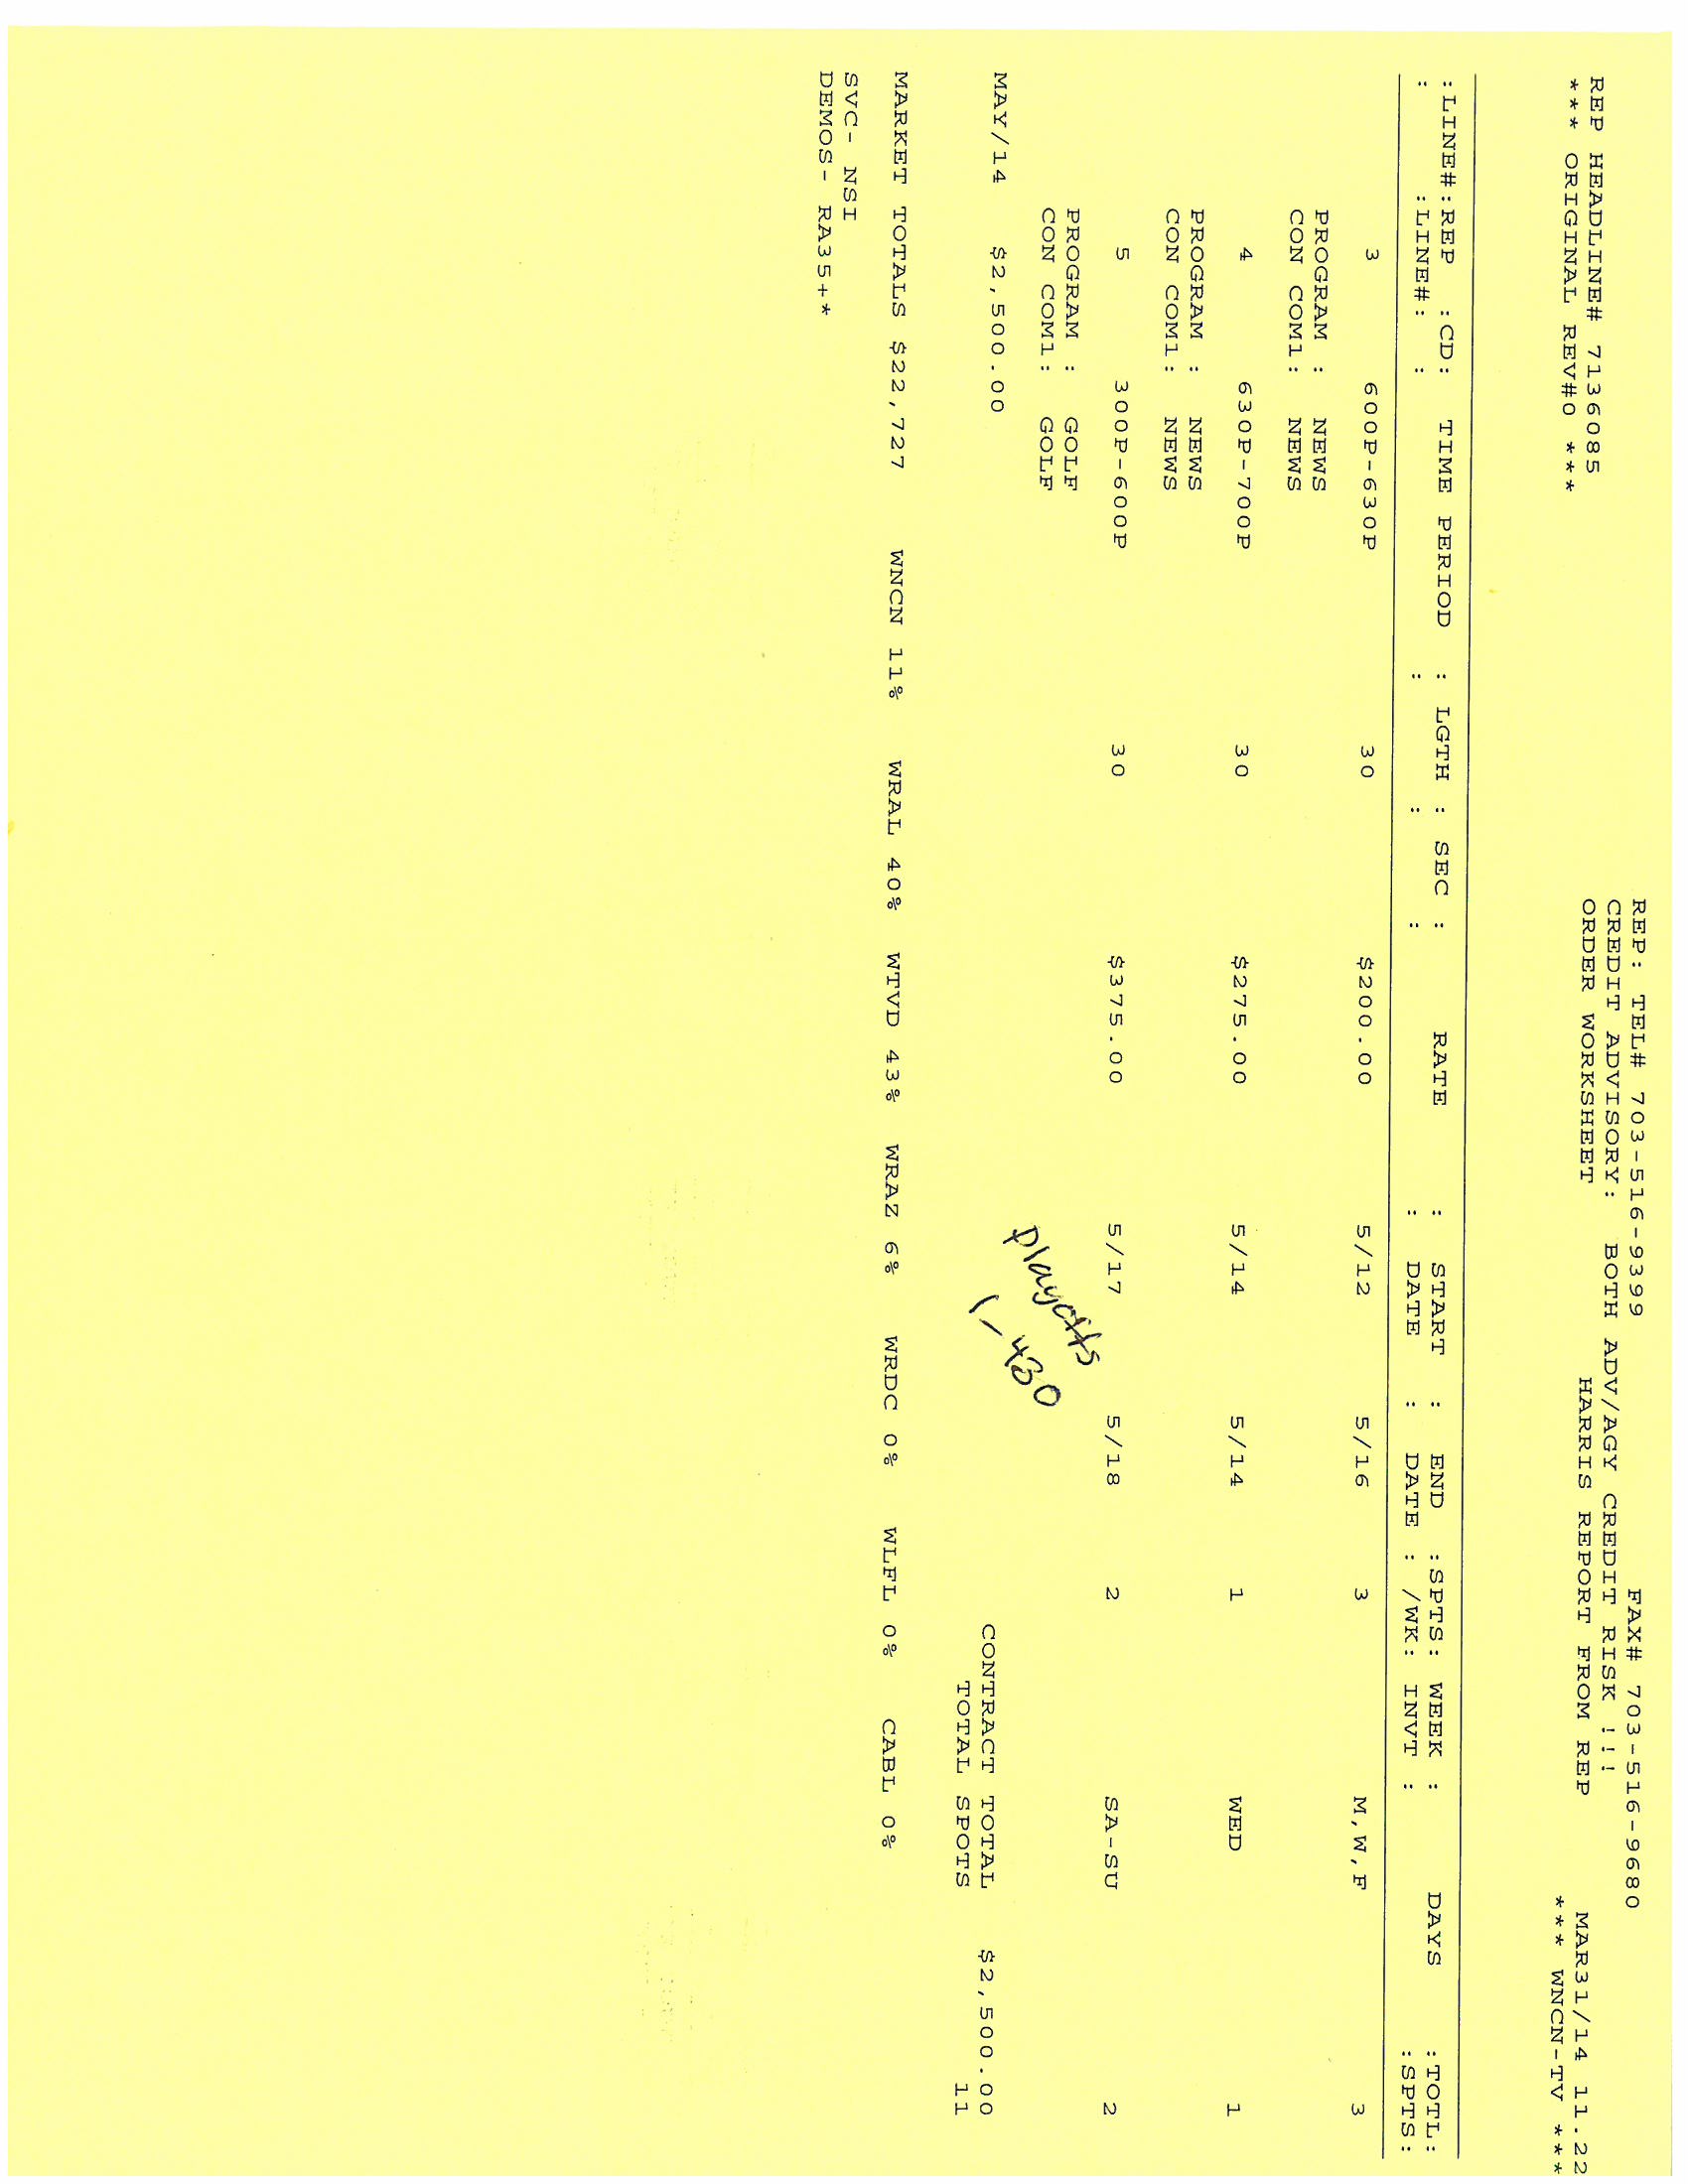 REP: TEL# 703-516-9399 FAX# 703-516-9680
CREDIT ADVISORY: BOTH ADV/AGY CREDIT RISK !!!
REP HEADLINE# 7136085 ORDER WORKSHEET HARRIS REPORT FROM REP MAR31/14 11.22
*** ORIGINAL REV#0 *** *** WNCN-TV ***
:LINE#:REP :CD: TIME PERIOD : LGTH : SEC : RATE : START : END :SPTS: WEEK : DAYS :TOTL:
: :LINE#: : : : : : DATE : DATE : /WK: INVT : :SPTS:
3 600P-630P 30 $200.00 5/12 5/16 3 M,W,F 3
PROGRAM : NEWS
CON COM1: NEWS
4 630P-700P 30 $275.00 5/14 5/14 1 WED 1
PROGRAM : NEWS
CON COM1: NEWS
5 300P-600P 30 $375.00 5/17 5/18 2 SA-SU 2
PROGRAM : GOLF
CON COM1: GOLF
playoffs
1-430
MAY/14 $2,500.00 CONTRACT TOTAL $2,500.00
TOTAL SPOTS 11
MARKET TOTALS $22,727 WNCN 11% WRAL 40% WTVD 43% WRAZ 6% WRDC 0% WLFL 0% CABL 0%
SVC- NSI
DEMOS- RA35+*